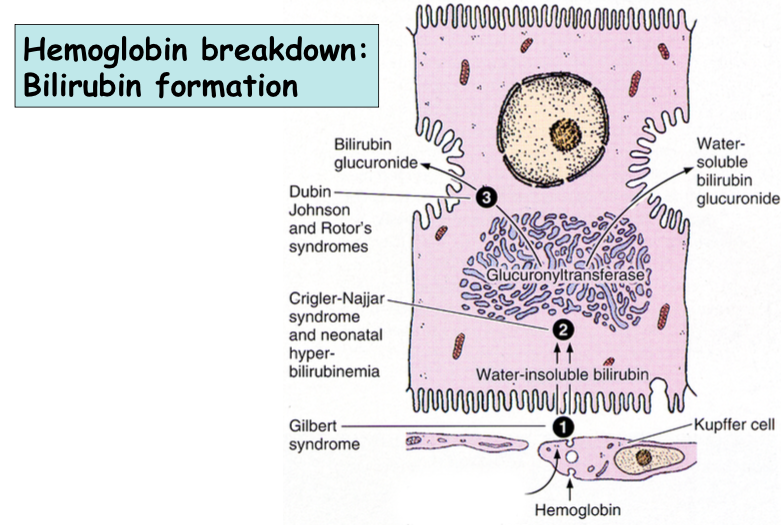 Hemoglobin breakdown:
Bilirubin formation
Bilirubin
glucuronide
Water-
soluble
bilirubin
glucuronide
Dubin
Johnson
and Rotor's
syndromes
3
Glucuronyltransferase
Crigler-Najjar
syndrome
and neonatal
hyper-
bilirubinemia
2
Water-insoluble bilirubin
Gilbert
syndrome
1
Kupffer cell
Hemoglobin